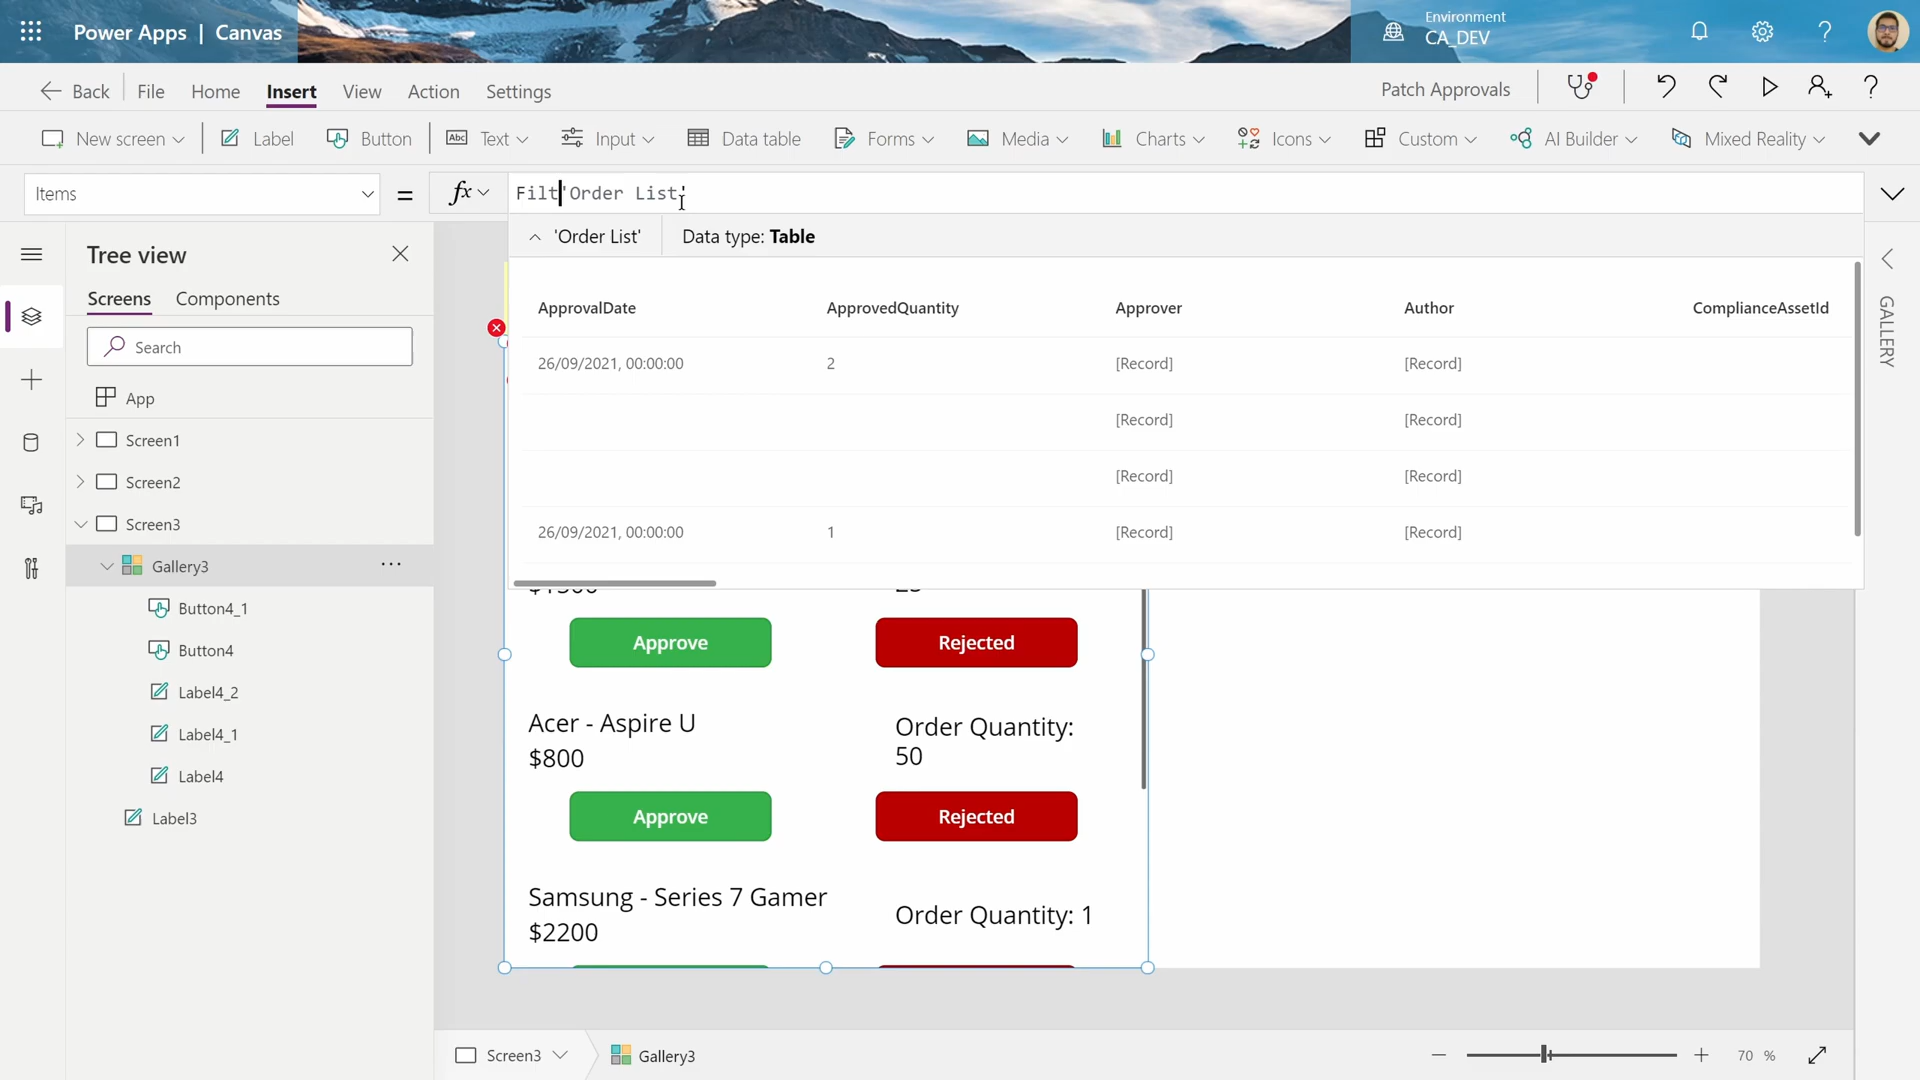 Power Apps | Canvas
Environment
CA_DEV
?
Back
File
Home
Insert
View
Action
Settings
Patch Approvals
?
New screen
Label
Button
Abc Text
Input
Data table
Forms
Media
Charts
Icons
Custom
AI Builder
Mixed Reality
Items
=
fx
Filt'Order List'
'Order List'
Data type: Table
Tree view
Screens
Components
Search
App
Screen1
Screen2
Screen3
Gallery3
...
Button4_1
Button4
Label4_2
Label4_1
Label4
Label3
ApprovalDate
ApprovedQuantity
Approver
Author
ComplianceAssetId
26/09/2021, 00:00:00
2
[Record]
[Record]
[Record]
[Record]
[Record]
[Record]
26/09/2021, 00:00:00
1
[Record]
[Record]
GALLERY
Approve
Rejected
Acer - Aspire U
$800
Order Quantity:
50
Approve
Rejected
Samsung - Series 7 Gamer
$2200
Order Quantity: 1
Screen3
Gallery3
70 %